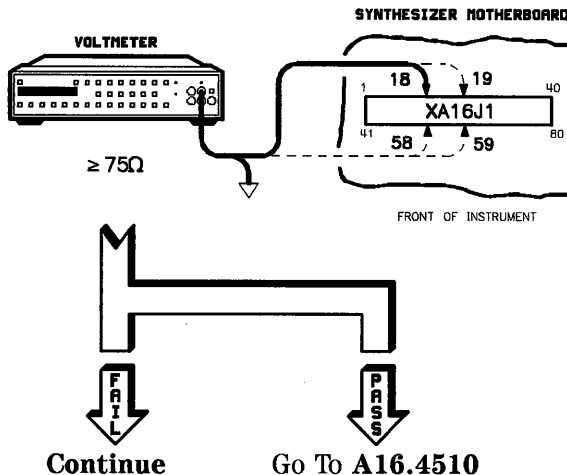 SYNTHESIZER MOTHERBOARD
VOLTMETER
18 19
1 40
XA16J1
41 80
58 59
≥ 75Ω
FRONT OF INSTRUMENT
FAIL
PASS
Continue
Go To A16.4510